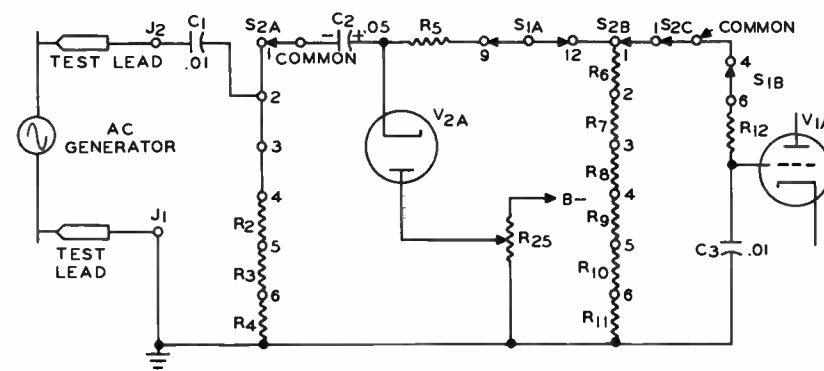 J2 C1 S2A C2 R5 S1A S2B S2C COMMON
.01 - + .05
TEST LEAD 1 COMMON 9 12 1 1 4
S1B
R6
2 2 6
AC GENERATOR
V2A
R7
R12
V1A
3 3
R8
4 B- 4
J1 R2 R25 R9
TEST LEAD 5 5 C3 .01
R3 R10
6 6
R4 R11